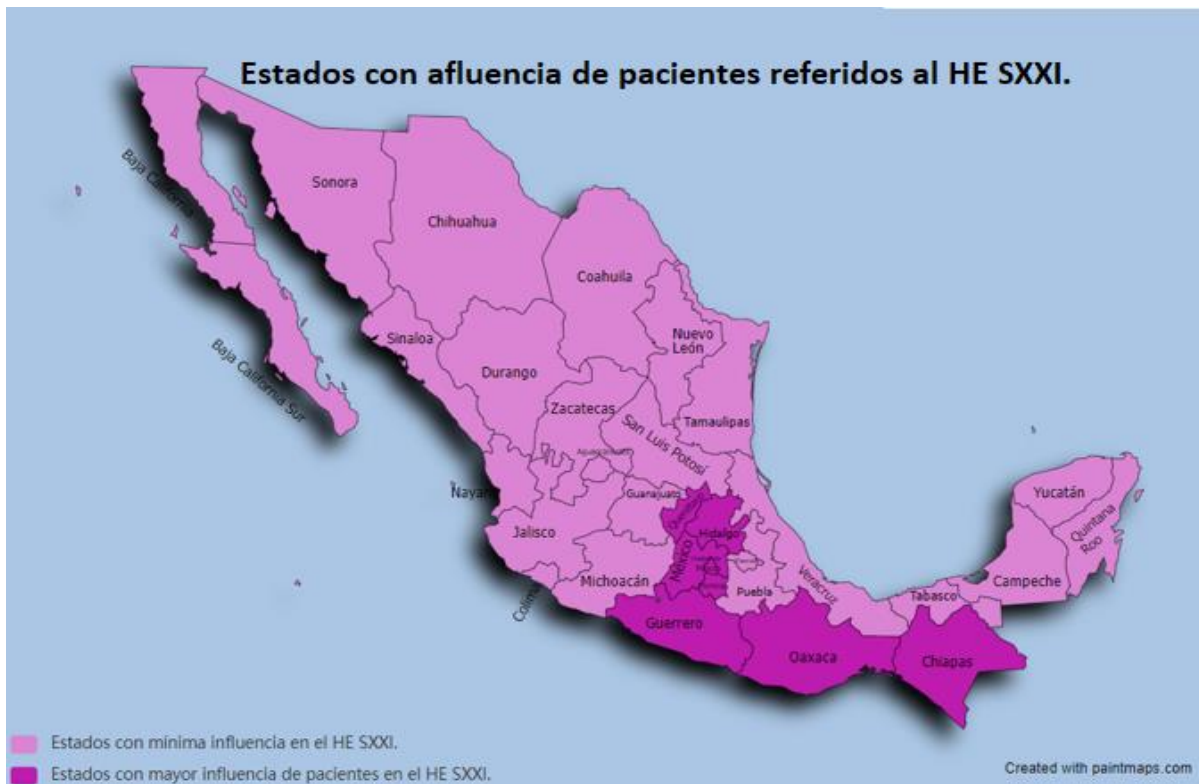 Estados con afluencia de pacientes referidos al HE SXXI.
Baja California
Sonora
Chihuahua
Coahuila
Sinaloa
Nuevo
León
Baja California Sur
Durango
Zacatecas
Tamaulipas
San Luis Potosí
Nayarit
Guanajuato
Yucatán
Jalisco
Hidalgo
Quintana
Roo
México
Michoacán
Puebla
Veracruz
Campeche
Tabasco
Colima
Guerrero
Oaxaca
Chiapas
Estados con mínima influencia en el HE SXXI.
Estados con mayor influencia de pacientes en el HE SXXI.
Created with paintmaps.com